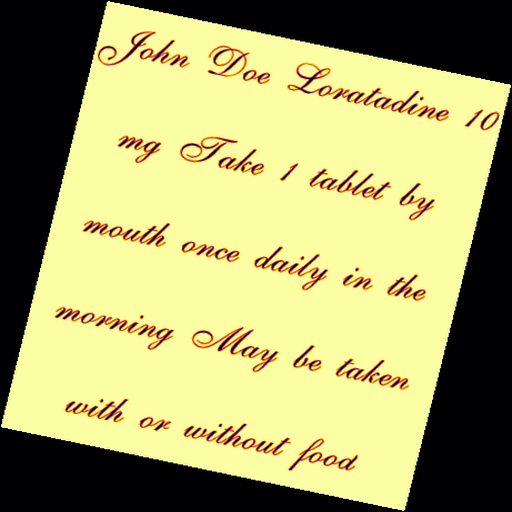 John Doe Loratadine 10
mg Take 1 tablet by
mouth once daily in the
morning May be taken
with or without food